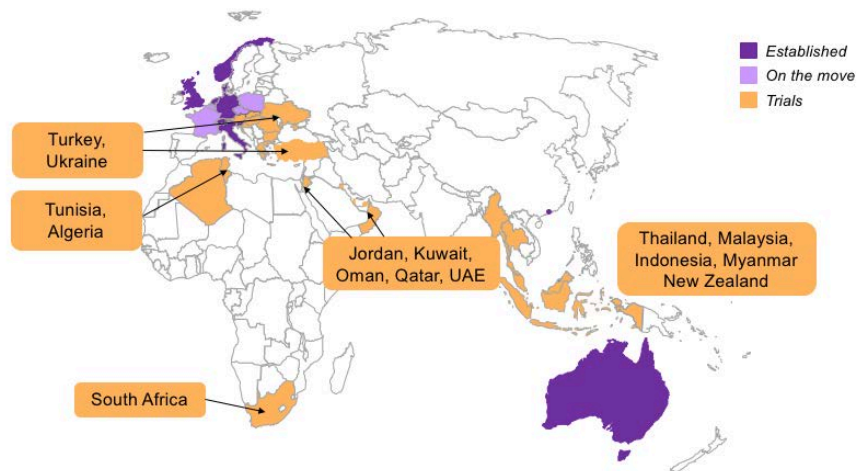 Established
On the move
Trials
Turkey,
Ukraine
Tunisia,
Algeria
Jordan, Kuwait,
Oman, Qatar, UAE
Thailand, Malaysia,
Indonesia, Myanmar
New Zealand
South Africa